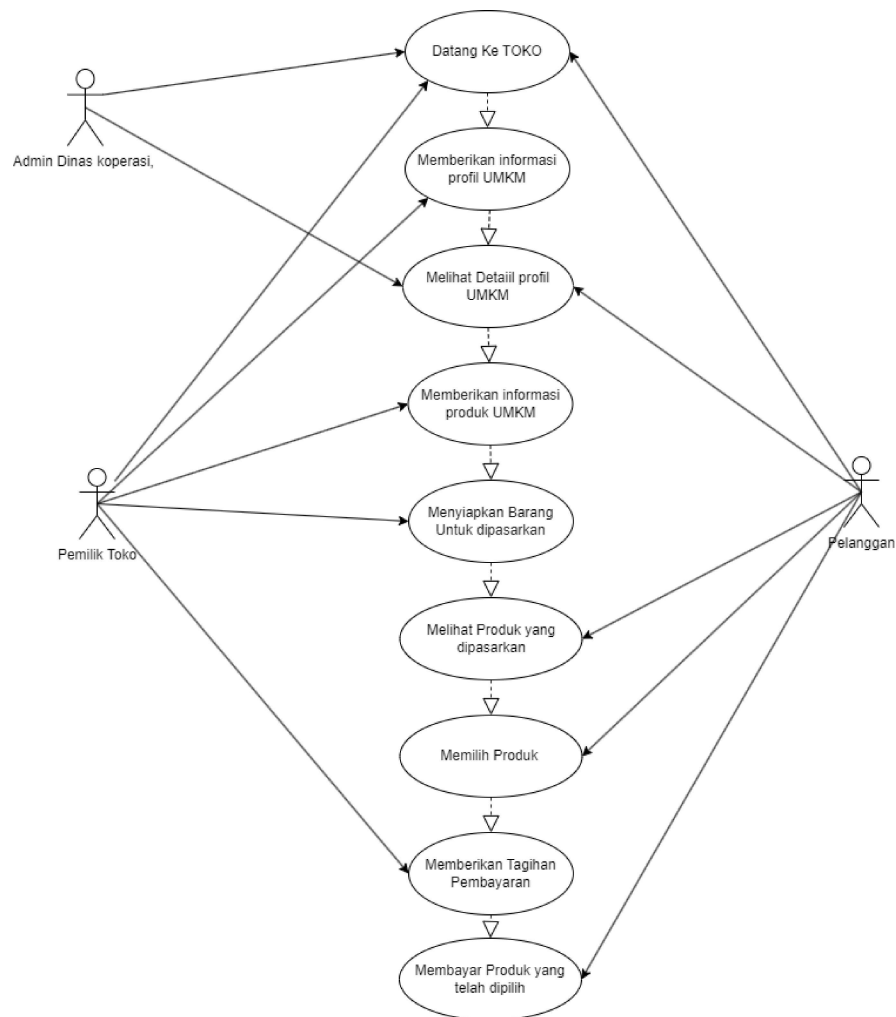 Datang Ke TOKO
Admin Dinas koperasi,
Memberikan informasi
profil UMKM
Melihat Detaiil profil
UMKM
Memberikan informasi
produk UMKM
Pemilik Toko
Menyiapkan Barang
Untuk dipasarkan
Pelanggan
Melihat Produk yang
dipasarkan
Memilih Produk
Memberikan Tagihan
Pembayaran
Membayar Produk yang
telah dipilih